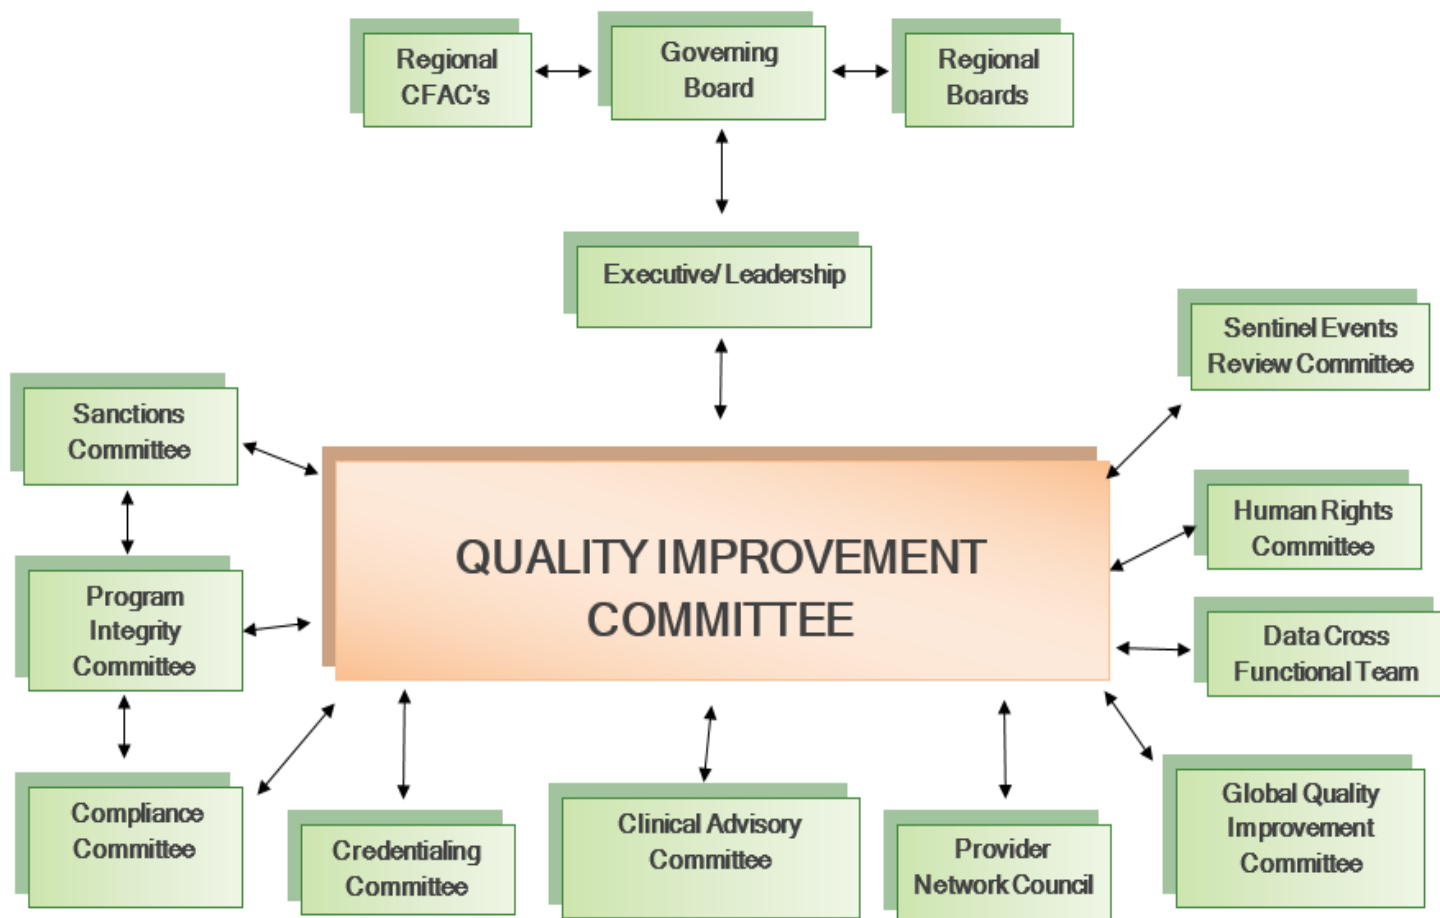 Regional
CFAC's
Governing
Board
Regional
Boards
Executive/ Leadership
Sentinel Events
Review Committee
Sanctions
Committee
Human Rights
Committee
QUALITY IMPROVEMENT
COMMITTEE
Program
Integrity
Committee
Data Cross
Functional Team
Compliance
Committee
Credentialing
Committee
Clinical Advisory
Committee
Provider
Network Council
Global Quality
Improvement
Committee